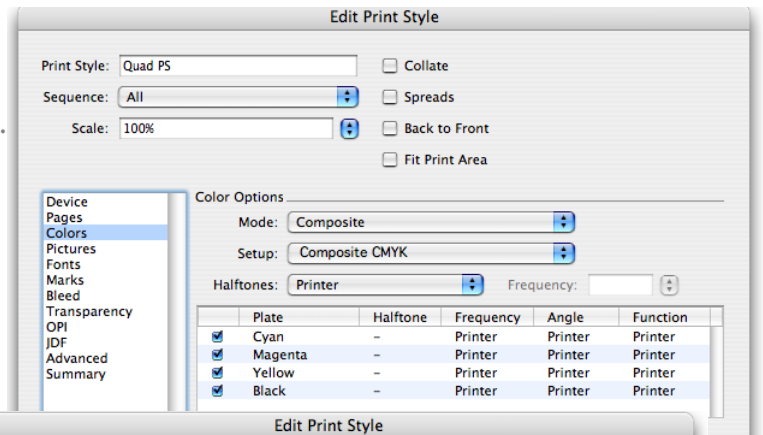 Edit Print Style
Print Style: Quad PS
Collate
Sequence: All
Spreads
Scale: 100%
Back to Front
Fit Print Area
Device
Pages
Colors
Pictures
Fonts
Marks
Bleed
Transparency
OPI
JDF
Advanced
Summary
Color Options
Mode: Composite
Setup: Composite CMYK
Halftones: Printer
Frequency:
Plate Halftone Frequency Angle Function
Cyan – Printer Printer Printer
Magenta – Printer Printer Printer
Yellow – Printer Printer Printer
Black – Printer Printer Printer
Edit Print Style